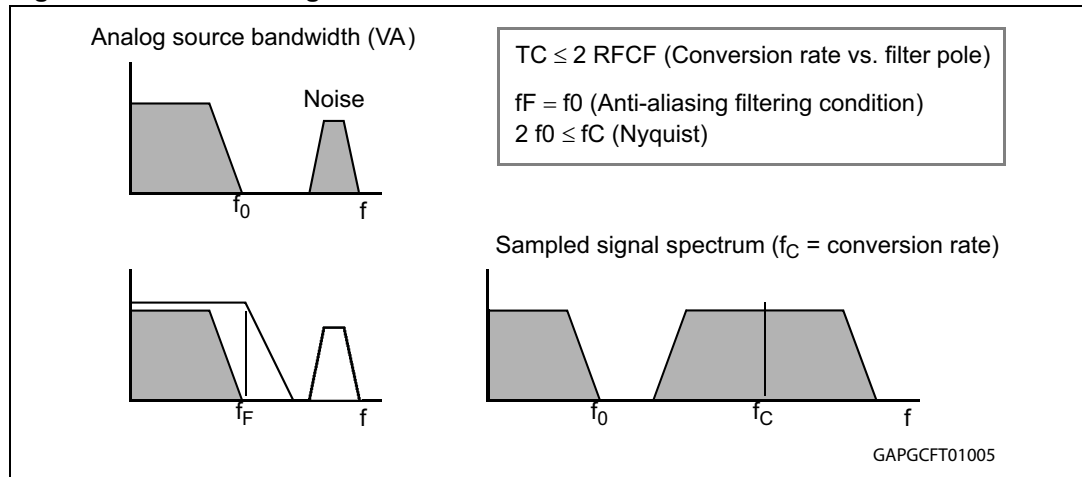 Analog source bandwidth (VA)
Noise
f0
f
TC ≤ 2 RFCF (Conversion rate vs. filter pole)
fF = f0 (Anti-aliasing filtering condition)
2 f0 ≤ fC (Nyquist)
fF
f
Sampled signal spectrum (fC = conversion rate)
f0
fC
f
GAPGCFT01005